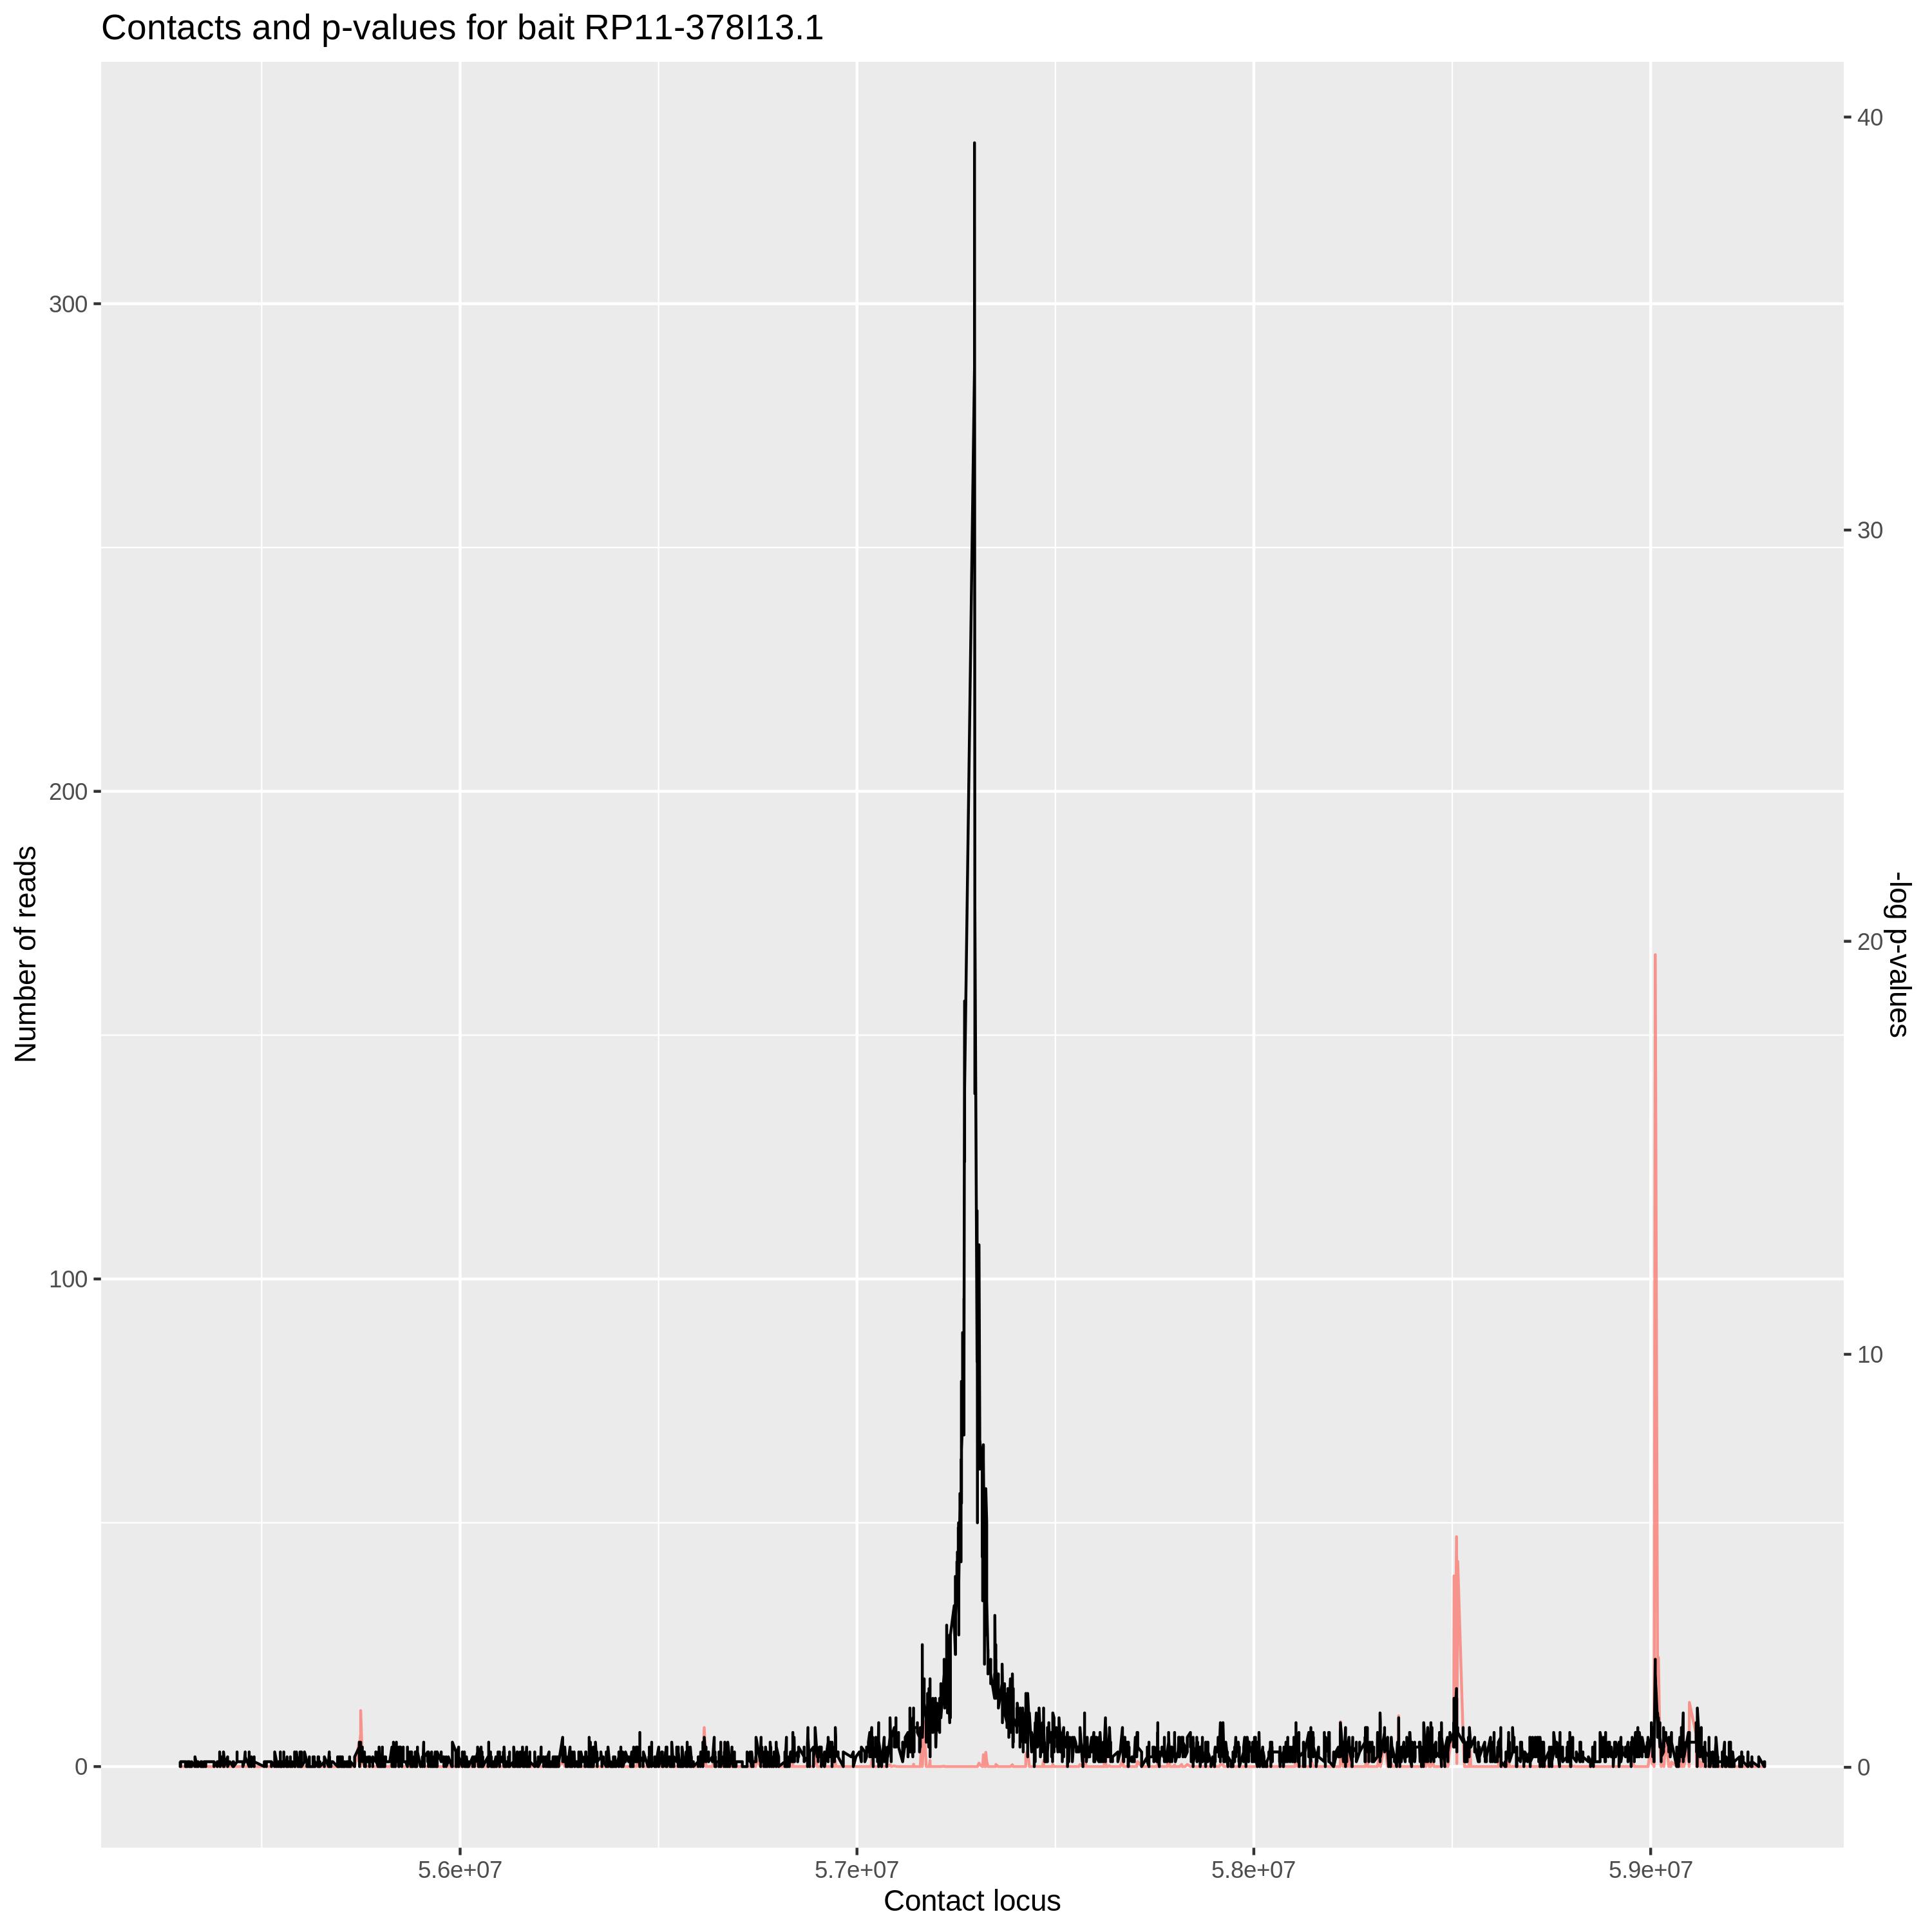 Contacts and p-values for bait RP11-378I13.1
40
300
30
200
20
Number of reads
-log p-values
100
10
0
0
5.6e+07
5.7e+07
5.8e+07
5.9e+07
Contact locus